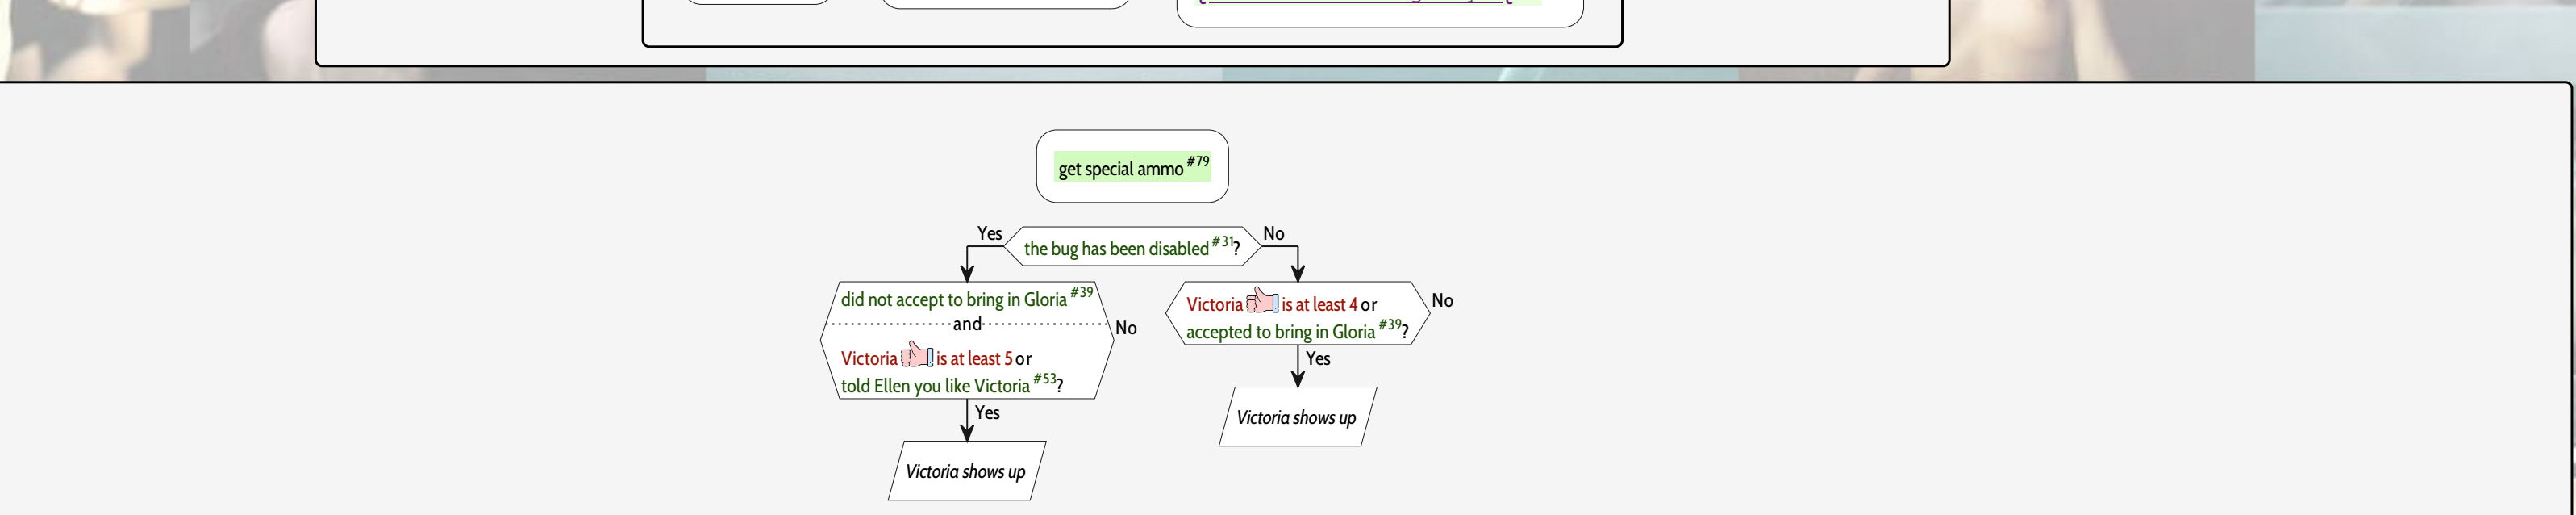 get special ammo #79
Yes
the bug has been disabled #31?
No
did not accept to bring in Gloria #39
and
Victoria is at least 5 or
told Ellen you like Victoria #53?
No
Victoria is at least 4 or
accepted to bring in Gloria #39?
No
Yes
Victoria shows up
Yes
Victoria shows up